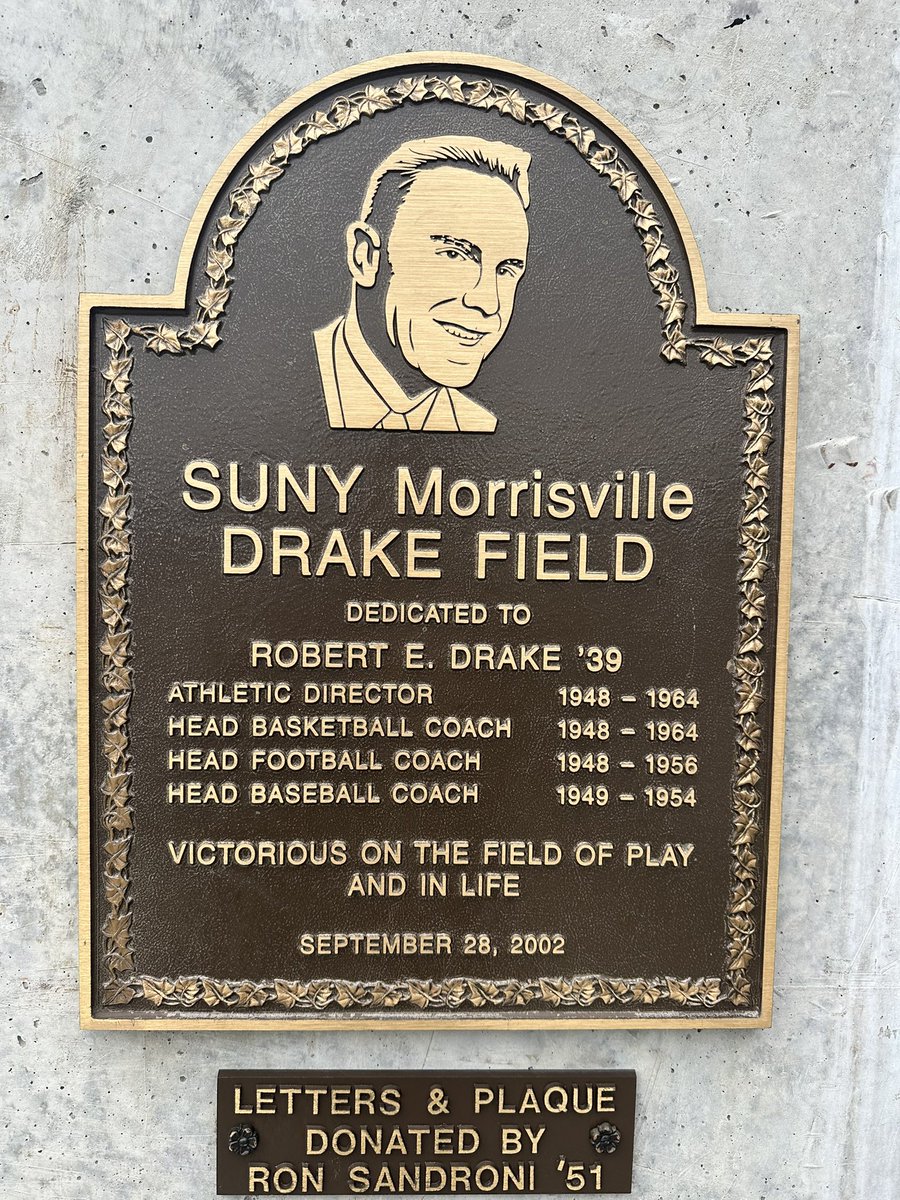 SUNY Morrisville
DRAKE FIELD
DEDICATED TO
ROBERT E. DRAKE '39
ATHLETIC DIRECTOR 1948 – 1964
HEAD BASKETBALL COACH 1948 – 1964
HEAD FOOTBALL COACH 1948 – 1956
HEAD BASEBALL COACH 1949 – 1954
VICTORIOUS ON THE FIELD OF PLAY
AND IN LIFE
SEPTEMBER 28, 2002
LETTERS & PLAQUE
DONATED BY
RON SANDRONI '51